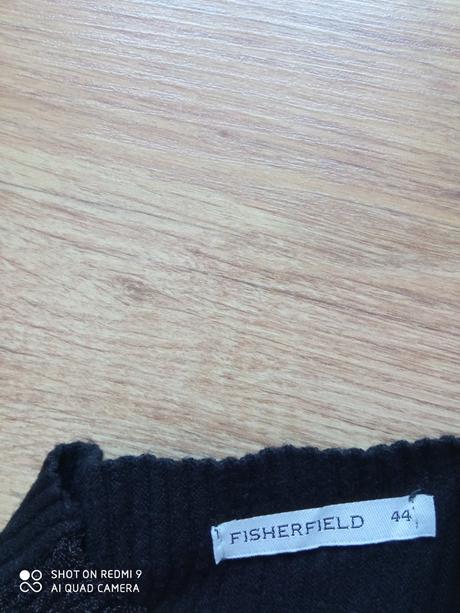 FISHERFIELD 44
SHOT ON REDMI 9
AI QUAD CAMERA